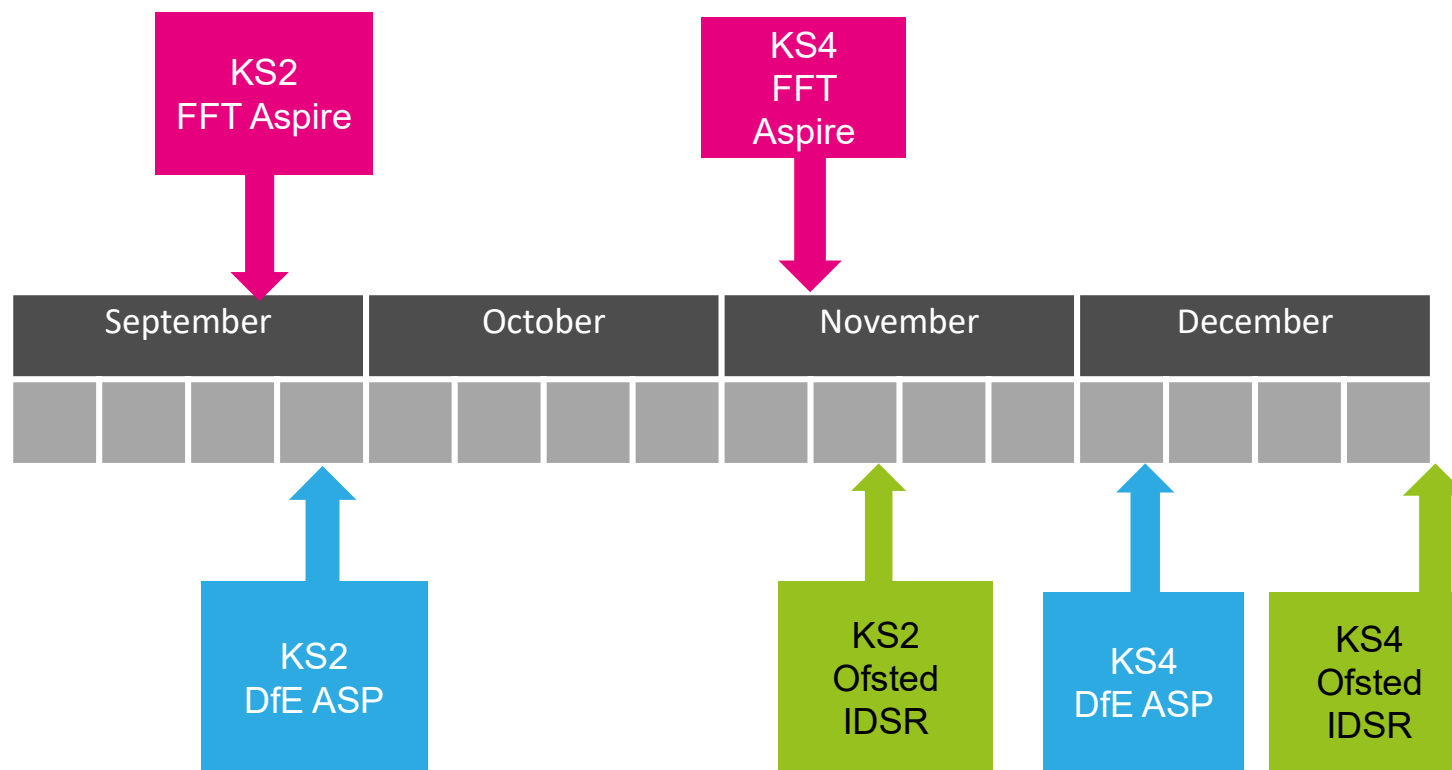 KS2
FFT Aspire
KS4
FFT
Aspire
September
October
November
December
KS2
DfE ASP
KS2
Ofsted
IDSR
KS4
DfE ASP
KS4
Ofsted
IDSR